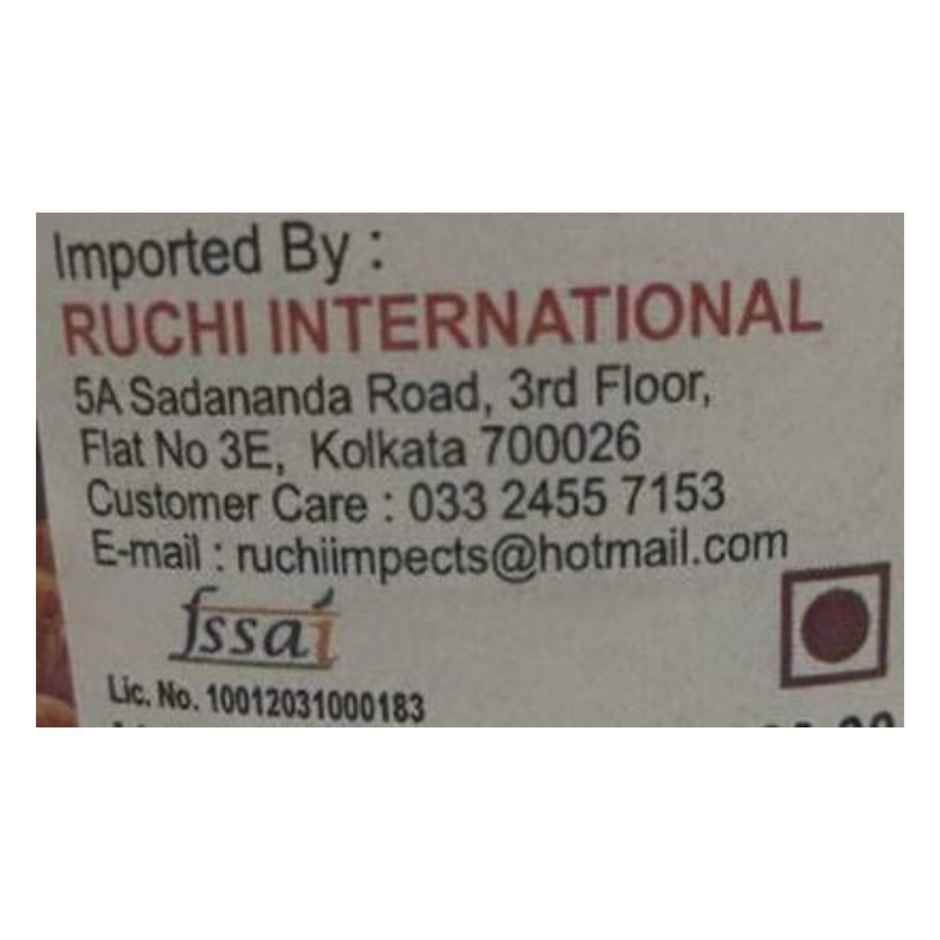 Imported By :
RUCHI INTERNATIONAL
5A Sadananda Road, 3rd Floor,
Flat No 3E, Kolkata 700026
Customer Care : 033 2455 7153
E-mail : ruchiimpects@hotmail.com
fssai
Lic. No. 10012031000183